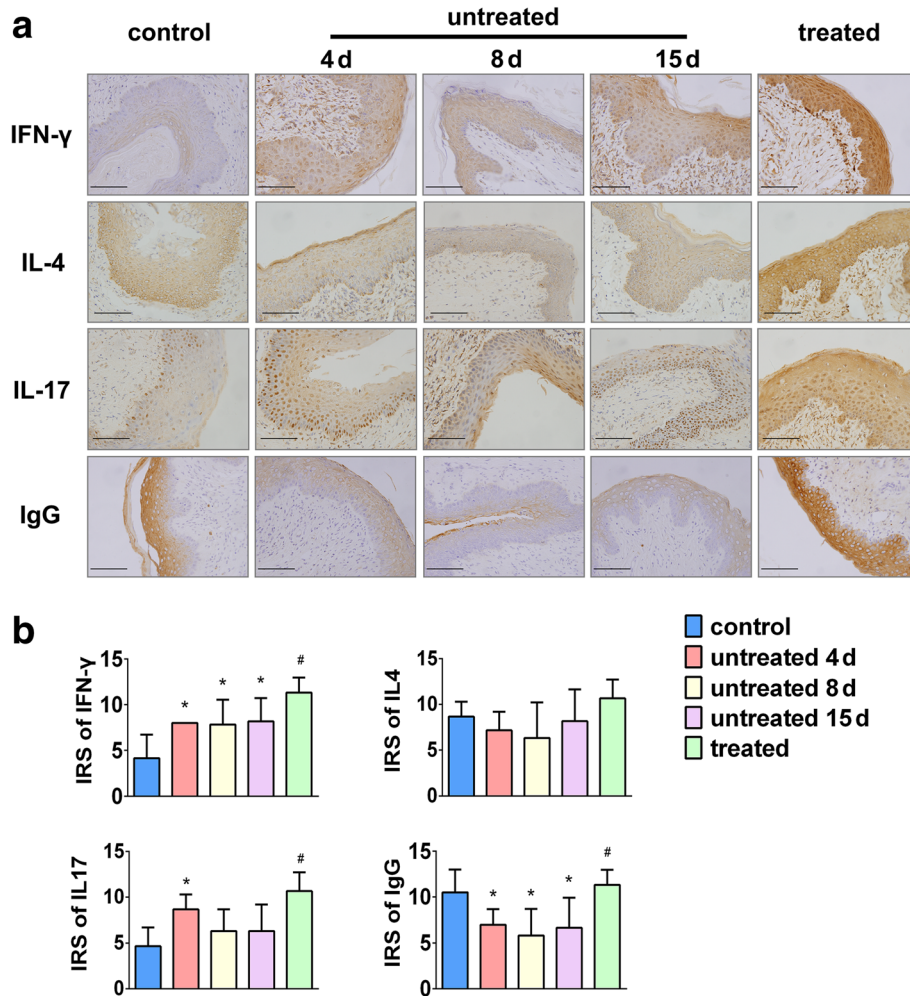 a
control
untreated
treated
4 d
8 d
15 d
IFN-γ
IL-4
IL-17
IgG
b
IRS of IFN-γ
15
10
5
0
*
*
*
#
IRS of IL4
15
10
5
0
control
untreated 4 d
untreated 8 d
untreated 15 d
treated
IRS of IL17
15
10
5
0
*
#
IRS of IgG
15
10
5
0
*
*
*
#